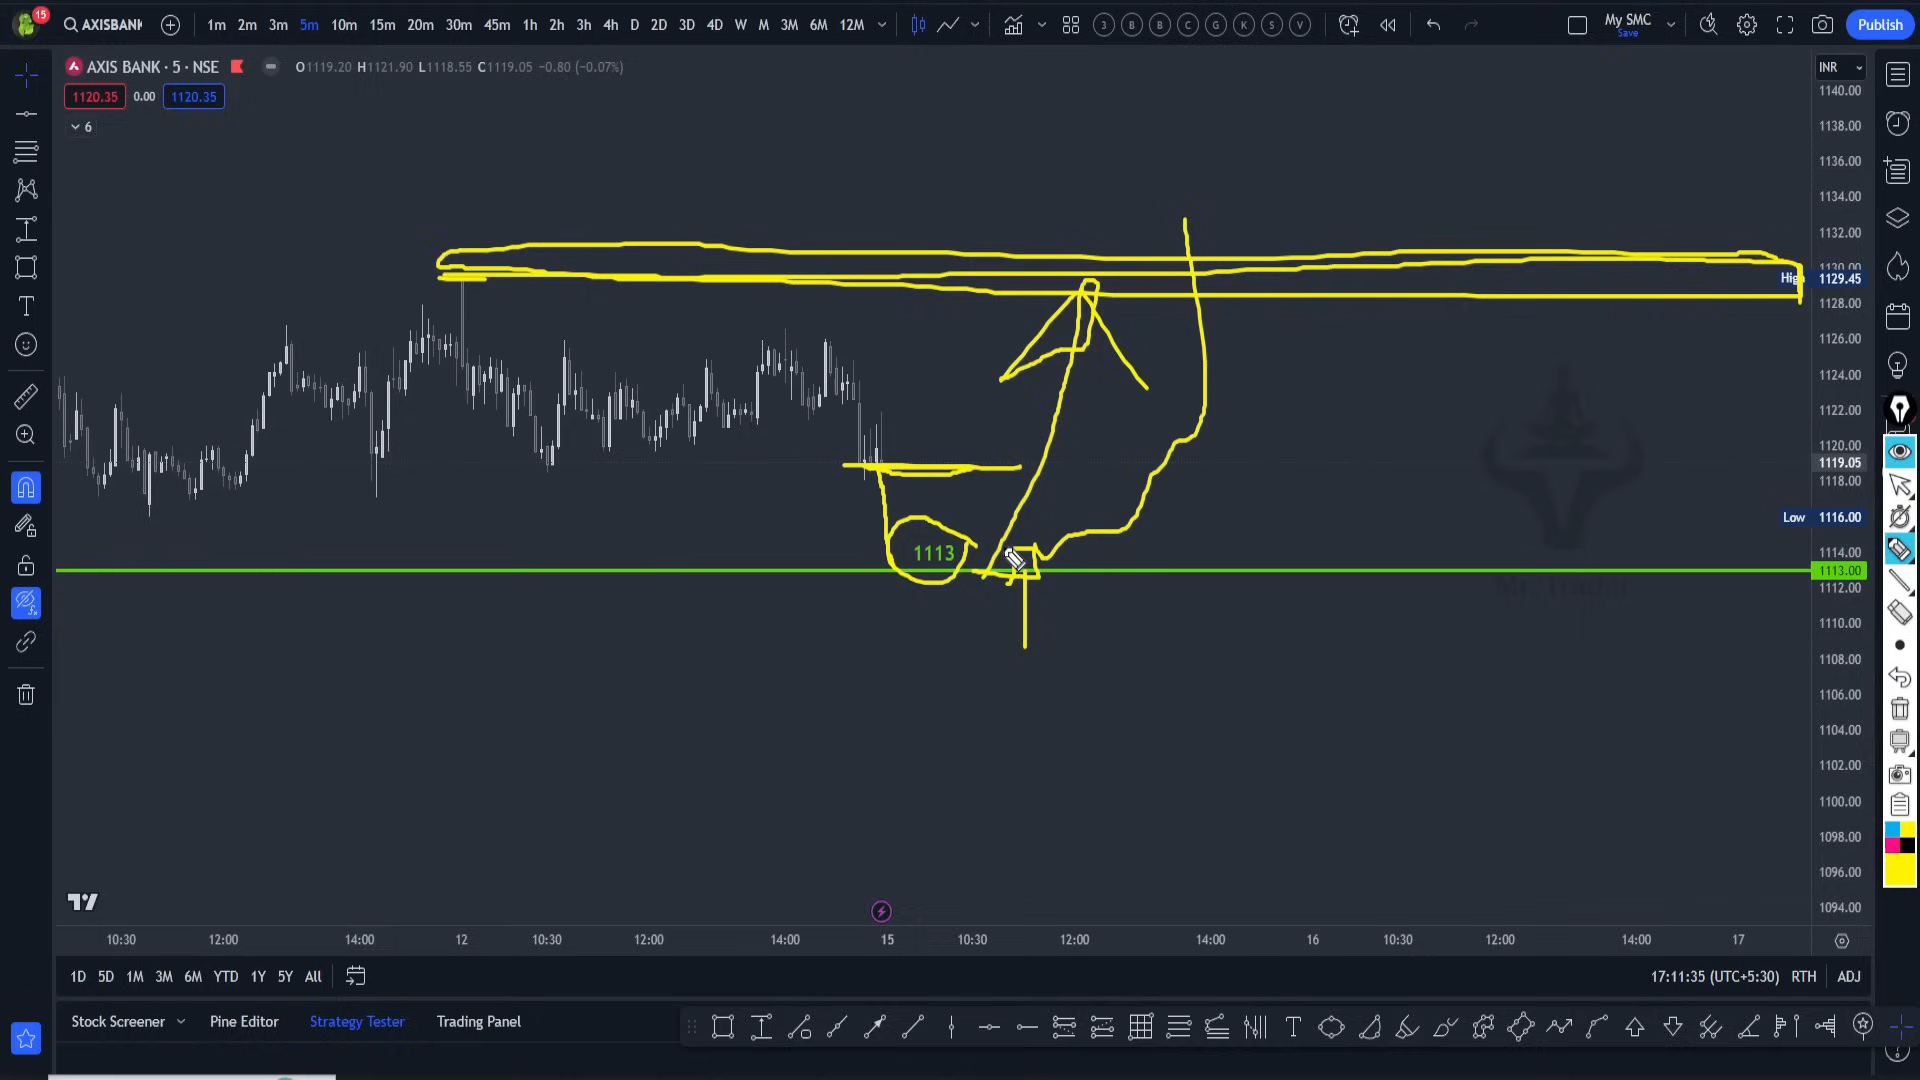 15
AXISBANK
1m 2m 3m 5m 10m 15m 20m 30m 45m 1h 2h 3h 4h D 2D 3D 4D W M 3M 6M 12M
J B B C G K S V
My SMC
Save
Publish
AXIS BANK · 5 · NSE
O1119.20 H1121.90 L1118.55 C1119.05 −0.80 (−0.07%)
INR
1120.35 0.00 1120.35
6
1140.00
1138.00
1136.00
1134.00
1132.00
1130.00
High 1129.45
1128.00
1126.00
1124.00
1122.00
1120.00
1119.05
1118.00
Low 1116.00
1114.00
1113
1113.00
1112.00
1110.00
1108.00
1106.00
1104.00
1102.00
1100.00
1098.00
1096.00
1094.00
10:30 12:00 14:00 12 10:30 12:00 14:00 15 10:30 12:00 14:00 16 10:30 12:00 14:00 17
1D 5D 1M 3M 6M YTD 1Y 5Y All
17:11:35 (UTC+5:30) RTH ADJ
Stock Screener Pine Editor Strategy Tester Trading Panel